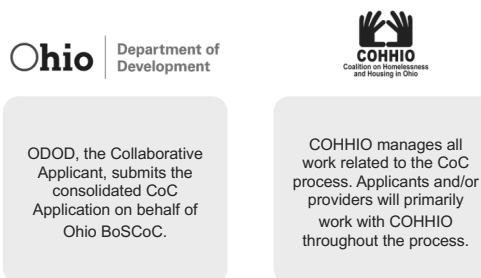 Ohio
Department of
Development
COHHIO
Coalition on Homelessness
and Housing in Ohio
ODOD, the Collaborative
Applicant, submits the
consolidated CoC
Application on behalf of
Ohio BoSCoC.
COHHIO manages all
work related to the CoC
process. Applicants and/or
providers will primarily
work with COHHIO
throughout the process.